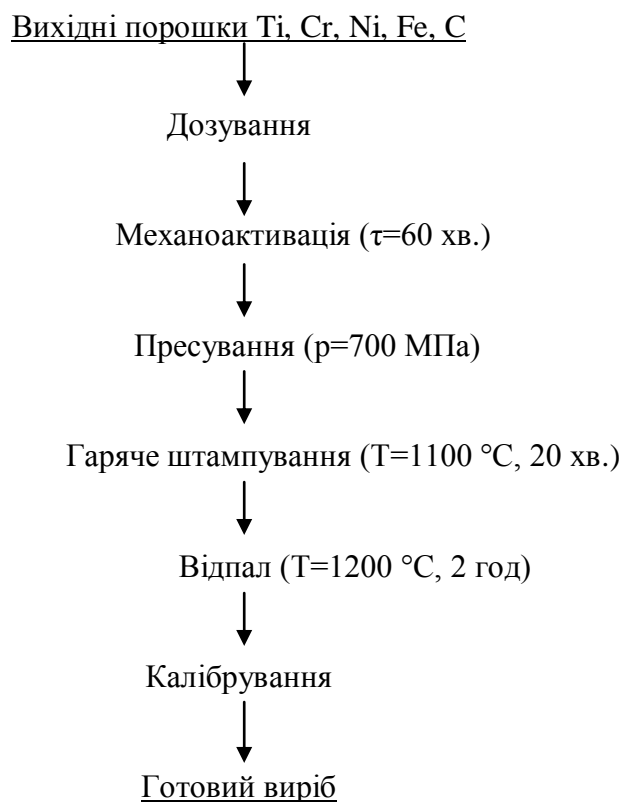 Вихідні порошки Ti, Cr, Ni, Fe, C
Дозування
Механоактивація (τ=60 хв.)
Пресування (р=700 МПа)
Гаряче штампування (Т=1100 °С, 20 хв.)
Відпал (Т=1200 °С, 2 год)
Калібрування
Готовий виріб